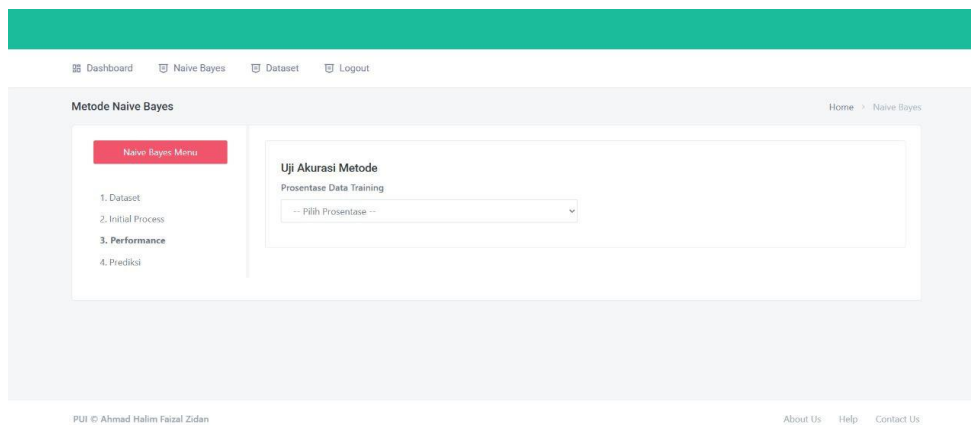 Dashboard Naive Bayes Dataset Logout
Metode Naive Bayes
Home > Naive Bayes
Naive Bayes Menu
1. Dataset
2. Initial Process
3. Performance
4. Prediksi
Uji Akurasi Metode
Prosentase Data Training
-- Pilih Prosentase --
PUI © Ahmad Halim Faizal Zidan
About Us Help Contact Us